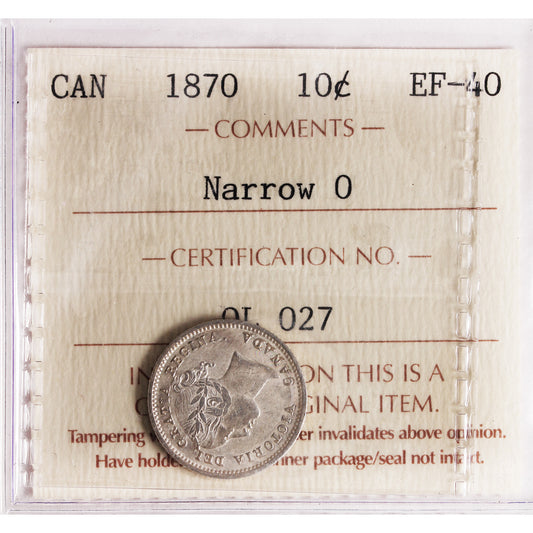 CAN 1870 10¢ EF-40
— COMMENTS —
Narrow 0
— CERTIFICATION NO. —
QL 027
ON THIS IS A
GINAL ITEM.
Tampering er invalidates above opinion.
Have holde nner package/seal not intact.
VICTORIA DEI GRATIA REGINA.
CANADA